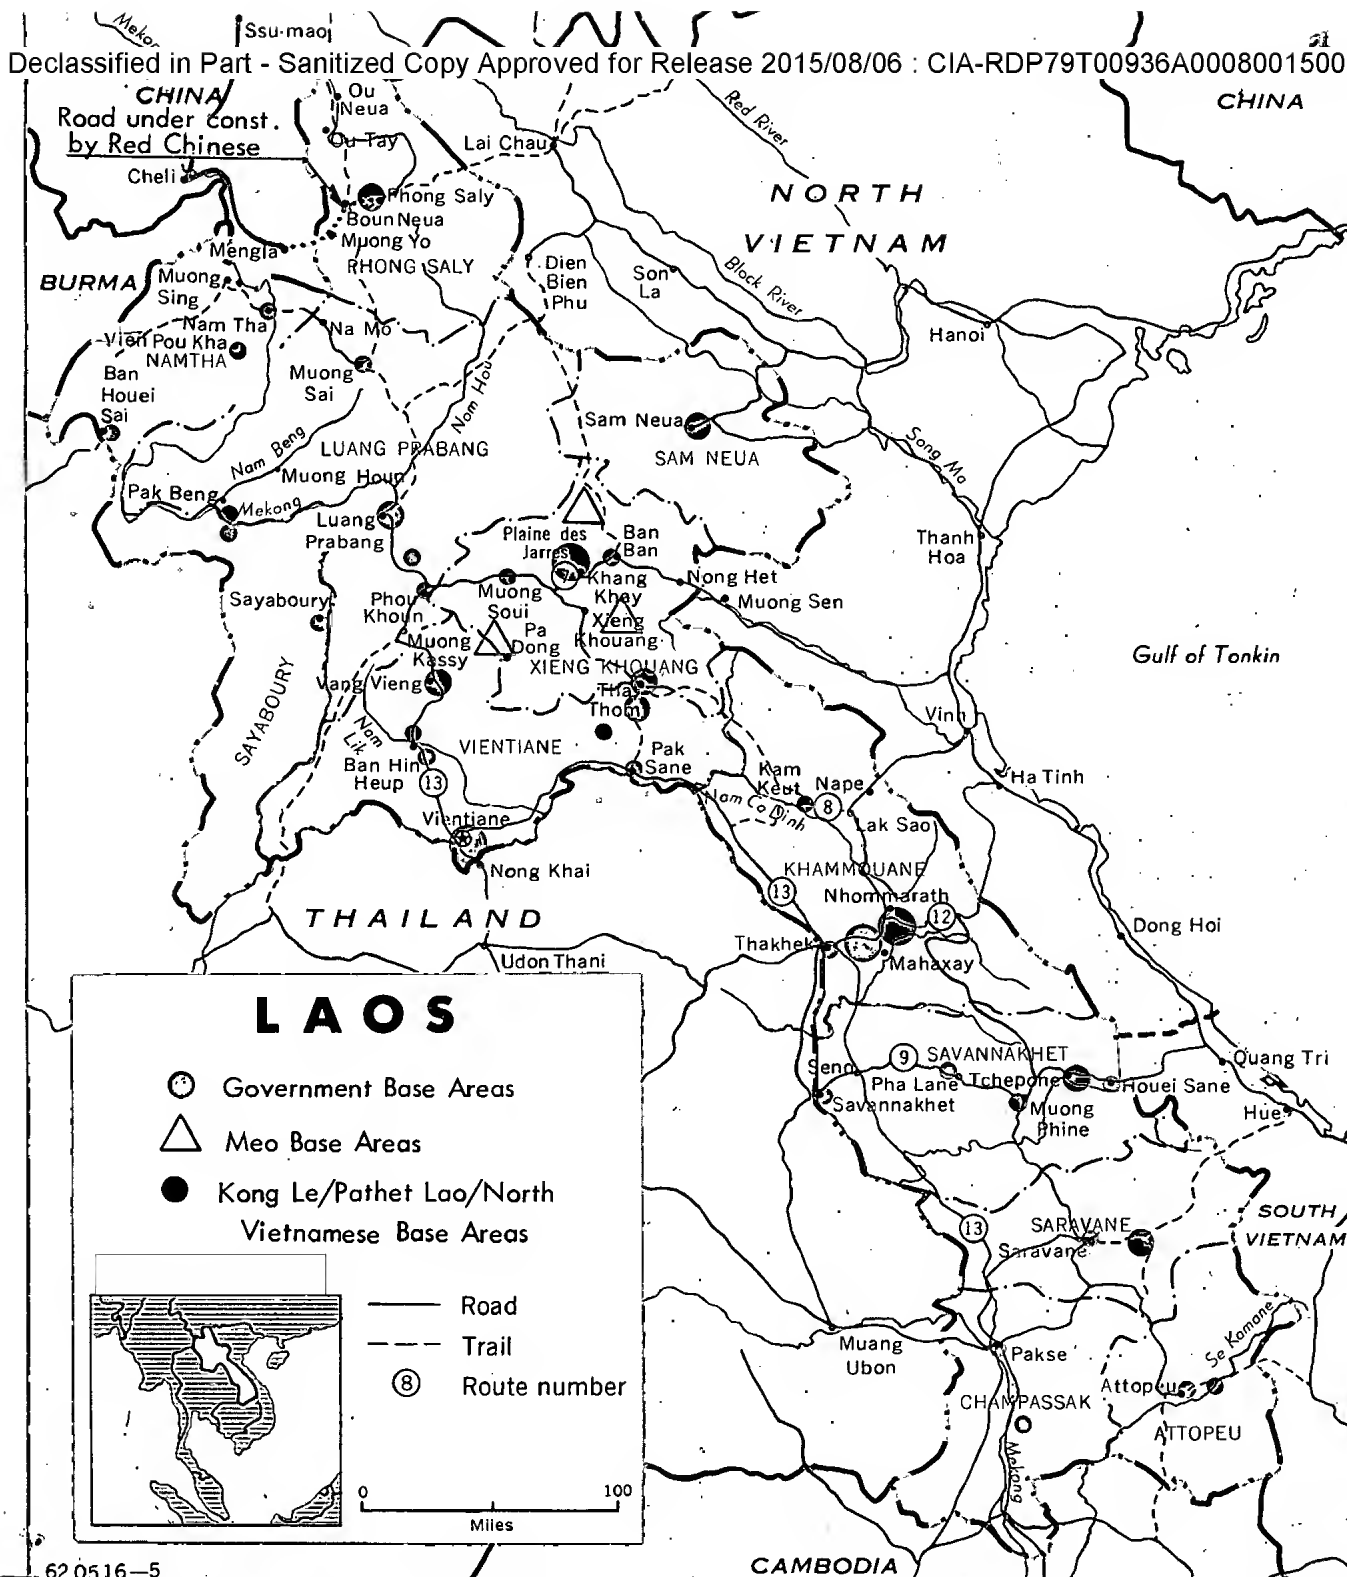 Mekon
Ssu-mao
Declassified in Part - Sanitized Copy Approved for Release 2015/08/06 : CIA-RDP79T00936A0008001500
CHINA
Ou
Neua
Road under const.
by Red Chinese
Ou Tay
Lai Chau
Red River
CHINA
Cheli
Phong Saly
Boun Neua
Muong Yo
PHONG SALY
NORTH
VIETNAM
Mengla
BURMA
Muong
Sing
Dien
Bien
Phu
Son
La
Black River
Nam Tha
Na Mo
Hanoi
Vien Pou Kha
NAMTHA
Ban
Houei
Sai
Muong
Sai
Nam Hou
Sam Neua
SAM NEUA
Song Ma
Nam Beng
LUANG PRABANG
Muong Houn
Pak Beng
Mekong
Luang
Prabang
Plaine des
Jarres
Ban
Ban
Thanh
Hoa
7
Khang
Khay
Nong Het
Muong Sen
Sayaboury
Phou
Khoun
Muong
Soui
Xieng
Khouang
Muong
Kassy
Pa
Dong
XIENG KHOUANG
Gulf of Tonkin
SAYABOURY
Vang Vieng
Tha
Thom
Vinh
Nam
Lik
VIENTIANE
Pak
Sane
Ban Hin
Heup
13
Kam
Keut
Nape
8
Ha Tinh
Nam Ca Dinh
Lak Sao
Vientiane
Nong Khai
KHAMMOUANE
13
Nhommarath
12
THAILAND
Thakhek
Mahaxay
Dong Hoi
Udon Thani
LAOS
Government Base Areas
Meo Base Areas
Kong Le/Pathet Lao/North
Vietnamese Base Areas
Road
Trail
8
Route number
0
100
Miles
Seno
9
SAVANNAKHET
Pha Lane
Tchepone
Houei Sane
Quang Tri
Savannakhet
Muong
Phine
Hue
13
SARAVANE
Saravane
SOUTH
VIETNAM
Muang
Ubon
Pakse
Se Kamane
CHAMPASSAK
Attopeu
ATTOPEU
Mekong
CAMBODIA
620516-5